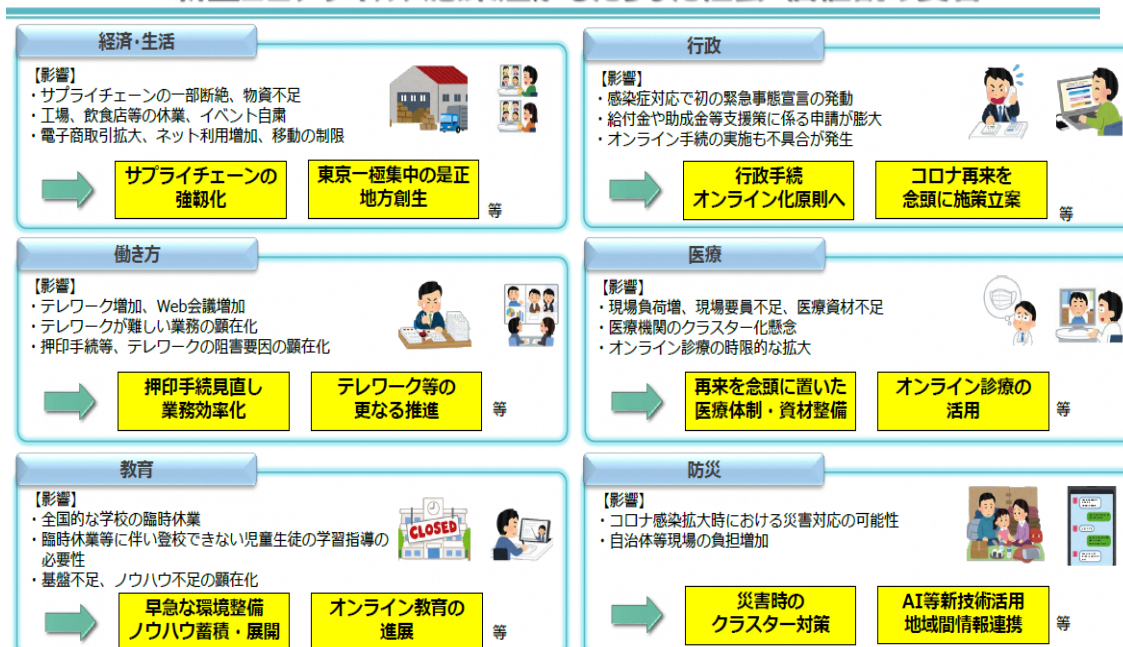 経済・生活
【影響】
・サプライチェーンの一部断絶、物資不足
・工場、飲食店等の休業、イベント自粛
・電子商取引拡大、ネット利用増加、移動の制限
サプライチェーンの
強靱化
東京一極集中の是正
地方創生
等
行政
【影響】
・感染症対応で初の緊急事態宣言の発動
・給付金や助成金等支援策に係る申請が膨大
・オンライン手続の実施も不具合が発生
行政手続
オンライン化原則へ
コロナ再来を
念頭に施策立案
等
働き方
【影響】
・テレワーク増加、Web会議増加
・テレワークが難しい業務の顕在化
・押印手続等、テレワークの阻害要因の顕在化
押印手続見直し
業務効率化
テレワーク等の
更なる推進
等
医療
【影響】
・現場負荷増、現場要員不足、医療資材不足
・医療機関のクラスター化懸念
・オンライン診療の時限的な拡大
再来を念頭に置いた
医療体制・資材整備
オンライン診療の
活用
等
教育
【影響】
・全国的な学校の臨時休業
・臨時休業等に伴い登校できない児童生徒の学習指導の
必要性
・基盤不足、ノウハウ不足の顕在化
CLOSED
早急な環境整備
ノウハウ蓄積・展開
オンライン教育の
進展
等
防災
【影響】
・コロナ感染拡大時における災害対応の可能性
・自治体等現場の負担増加
災害時の
クラスター対策
AI等新技術活用
地域間情報連携
等